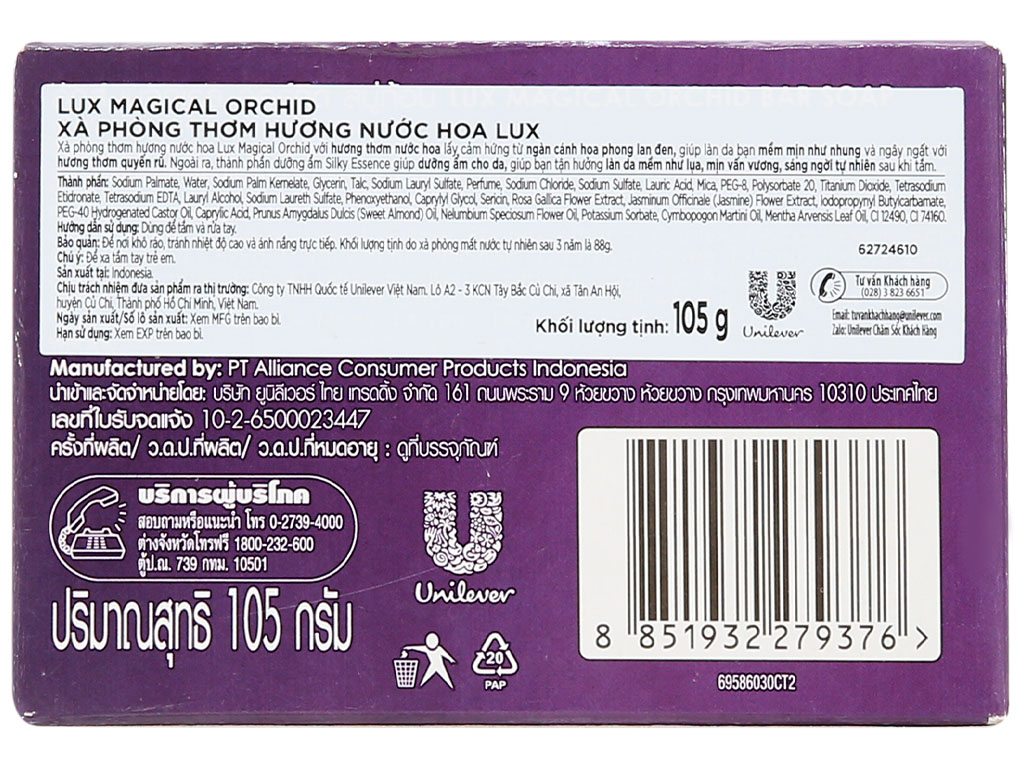 LUX MAGICAL ORCHID BAR SOAP
LUX MAGICAL ORCHID
XÀ PHÒNG THƠM HƯƠNG NƯỚC HOA LUX
Xà phòng thơm hương nước hoa Lux Magical Orchid với hương thơm nước hoa lấy cảm hứng từ ngàn cánh hoa phong lan đen, giúp làn da bạn mềm mịn như nhung và ngày ngất với
hương thơm quyến rũ. Ngoài ra, thành phần dưỡng ẩm Silky Essence giúp dưỡng ẩm cho da, giúp bạn tận hưởng làn da mềm như lụa, mịn vấn vương, sáng ngời tự nhiên sau khi tắm.
Thành phần: Sodium Palmate, Water, Sodium Palm Kernelate, Glycerin, Talc, Sodium Lauryl Sulfate, Perfume, Sodium Chloride, Sodium Sulfate, Lauric Acid, Mica, PEG-8, Polysorbate 20, Titanium Dioxide, Tetrasodium
Etidronate, Tetrasodium EDTA, Lauryl Alcohol, Sodium Laureth Sulfate, Phenoxyethanol, Caprylyl Glycol, Sericin, Rosa Gallica Flower Extract, Jasminum Officinale (Jasmine) Flower Extract, Iodopropynyl Butylcarbamate,
PEG-40 Hydrogenated Castor Oil, Caprylic Acid, Prunus Amygdalus Dulcis (Sweet Almond) Oil, Nelumbium Speciosum Flower Oil, Potassium Sorbate, Cymbopogon Martini Oil, Mentha Arvensis Leaf Oil, CI 12490, CI 74160.
Hướng dẫn sử dụng: Dùng để tắm và rửa tay.
Bảo quản: Để nơi khô ráo, tránh nhiệt độ cao và ánh nắng trực tiếp. Khối lượng tịnh do xà phòng mất nước tự nhiên sau 3 năm là 88g.
62724610
Chú ý: Để xa tầm tay trẻ em.
Sản xuất tại: Indonesia.
Chịu trách nhiệm đưa sản phẩm ra thị trường: Công ty TNHH Quốc tế Unilever Việt Nam. Lô A2 - 3 KCN Tây Bắc Củ Chi, xã Tân An Hội,
huyện Củ Chi, Thành phố Hồ Chí Minh, Việt Nam.
Ngày sản xuất/Số lô sản xuất: Xem MFG trên bao bì.
Hạn sử dụng: Xem EXP trên bao bì.
Khối lượng tịnh: 105 g
Unilever
Tư vấn Khách hàng
(028) 3 823 6651
Email: tuvankhachhang@unilever.com
Zalo: Unilever Chăm Sóc Khách Hàng
Manufactured by: PT Alliance Consumer Products Indonesia
นำเข้าและจัดจำหน่ายโดย: บริษัท ยูนิลีเวอร์ ไทย เทรดดิ้ง จำกัด 161 ถนนพระราม 9 ห้วยขวาง ห้วยขวาง กรุงเทพมหานคร 10310 ประเทศไทย
เลขที่ใบรับจดแจ้ง 10-2-6500023447
ครั้งที่ผลิต/ ว.ด.ป.ที่ผลิต/ ว.ด.ป.ที่หมดอายุ : ดูที่บรรจุภัณฑ์
บริการผู้บริโภค
สอบถามหรือแนะนำ โทร 0-2739-4000
ต่างจังหวัดโทรฟรี 1800-232-600
ตู้ป.ณ. 739 กทม. 10501
Unilever
ปริมาณสุทธิ 105 กรัม
20
PAP
8 851932 279376 >
69586030CT2